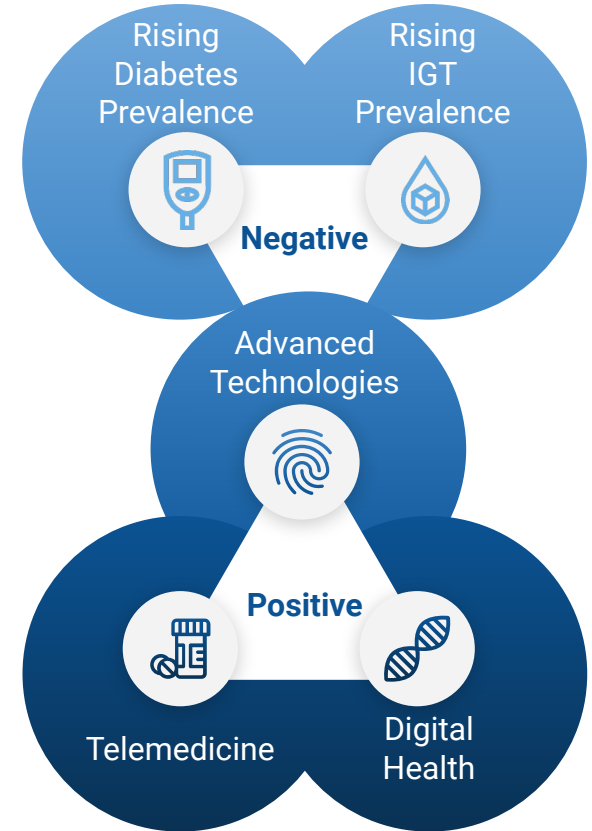 Rising
Diabetes
Prevalence
Rising
IGT
Prevalence
Negative
Advanced
Technologies
Positive
Telemedicine
Digital
Health